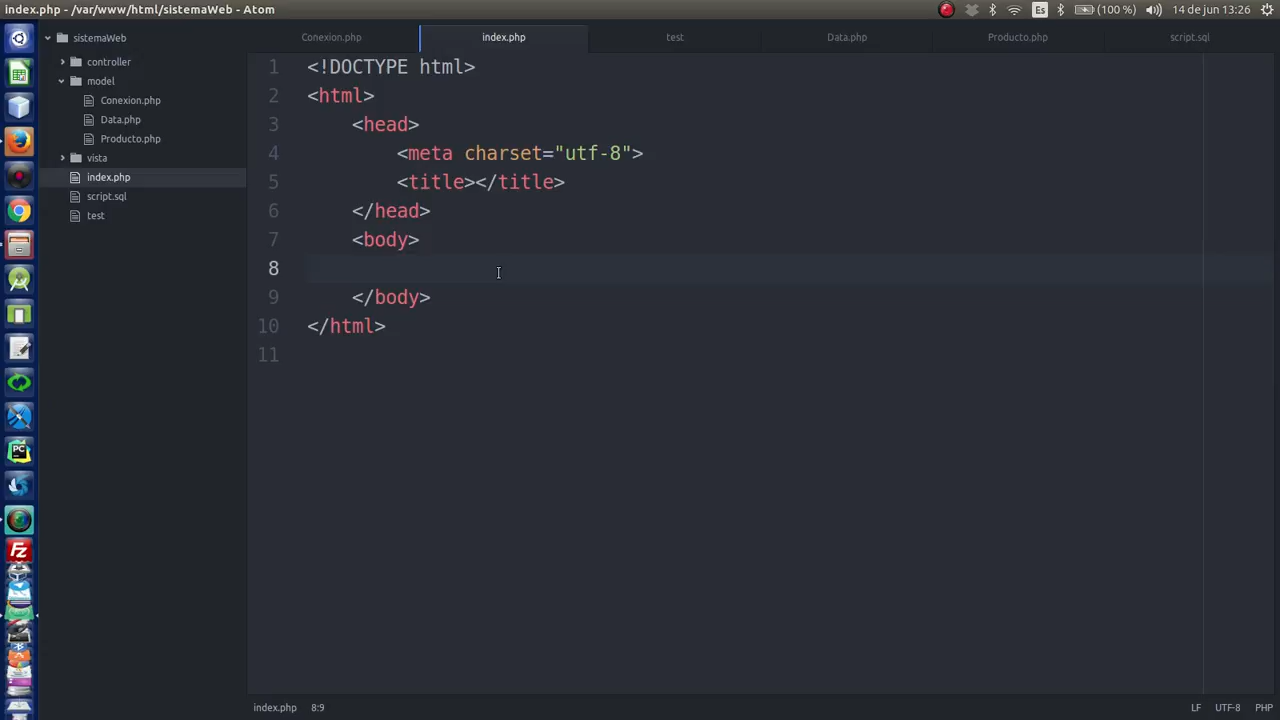 index.php - /var/www/html/sistemaWeb - Atom
Es (100 %) 14 de jun 13:26
sistemaWeb
controller
model
Conexion.php
Data.php
Producto.php
vista
index.php
script.sql
test
Conexion.php index.php test Data.php Producto.php script.sql
1 <!DOCTYPE html>
2 <html>
3 <head>
4 <meta charset="utf-8">
5 <title></title>
6 </head>
7 <body>
8
9 </body>
10 </html>
11
PC
FZ
index.php 8:9 LF UTF-8 PHP